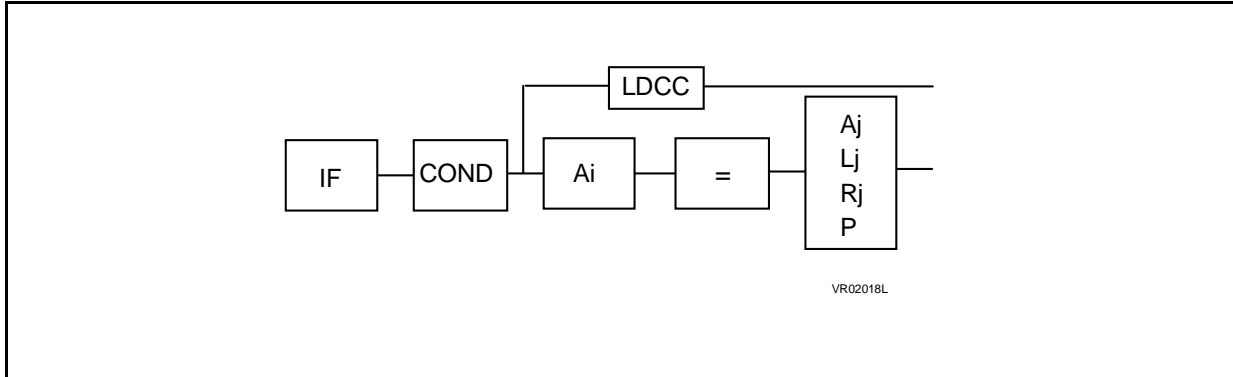 LDCC
IF
COND
Ai
=
Aj
Lj
Rj
P
VR02018L